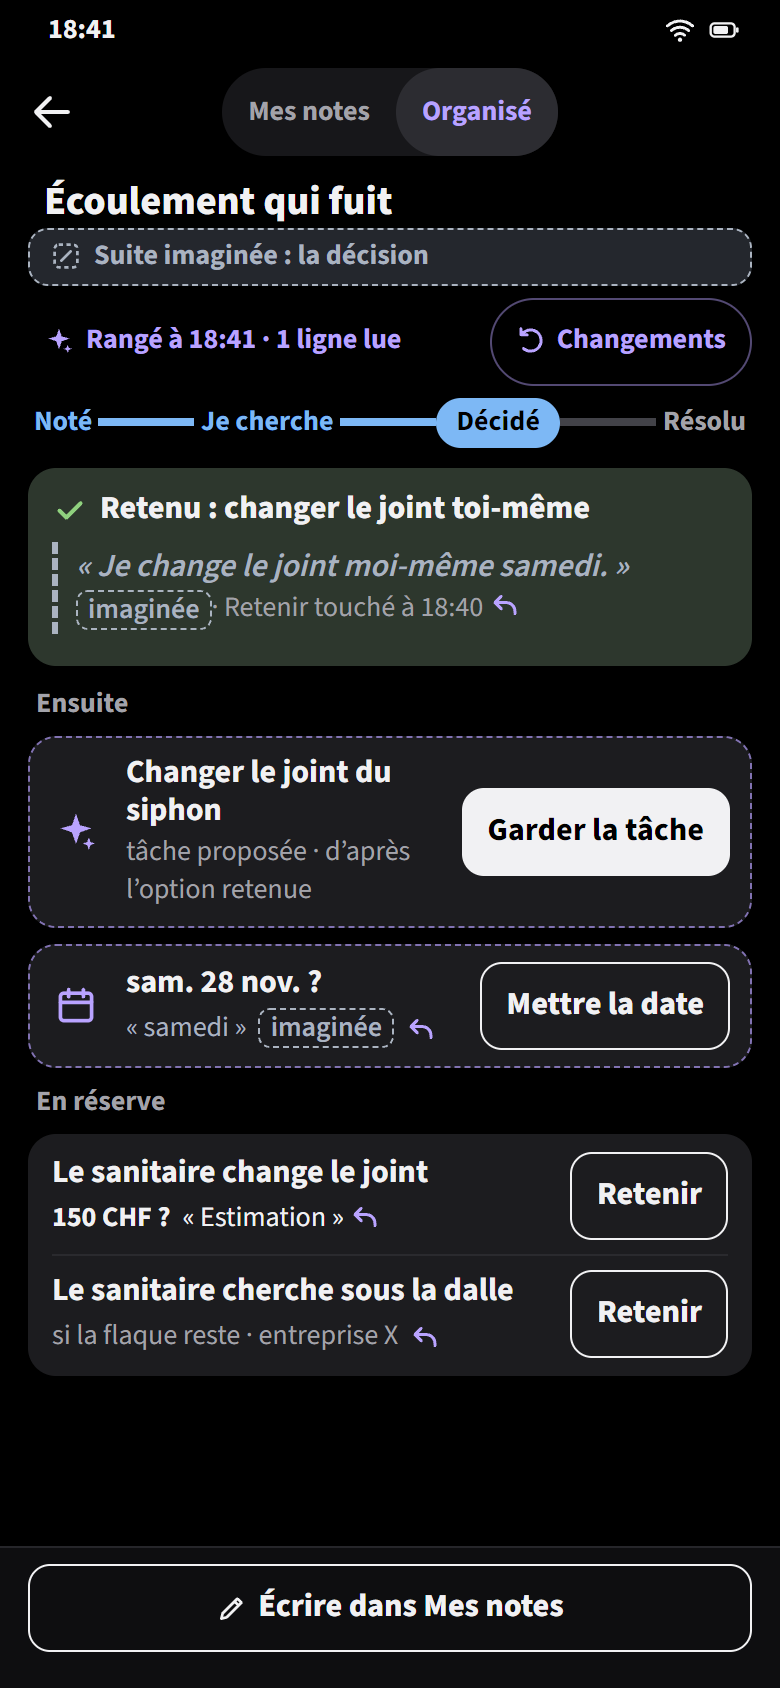 18:41
Mes notes
Organisé
Écoulement qui fuit
Suite imaginée : la décision
Rangé à 18:41 · 1 ligne lue
Changements
Noté
Je cherche
Décidé
Résolu
Retenu : changer le joint toi-même
« Je change le joint moi-même samedi. »
imaginée · Retenir touché à 18:40
Ensuite
Changer le joint du
siphon
tâche proposée · d’après
l’option retenue
Garder la tâche
sam. 28 nov. ?
« samedi » imaginée
Mettre la date
En réserve
Le sanitaire change le joint
150 CHF ? « Estimation »
Retenir
Le sanitaire cherche sous la dalle
si la flaque reste · entreprise X
Retenir
Écrire dans Mes notes